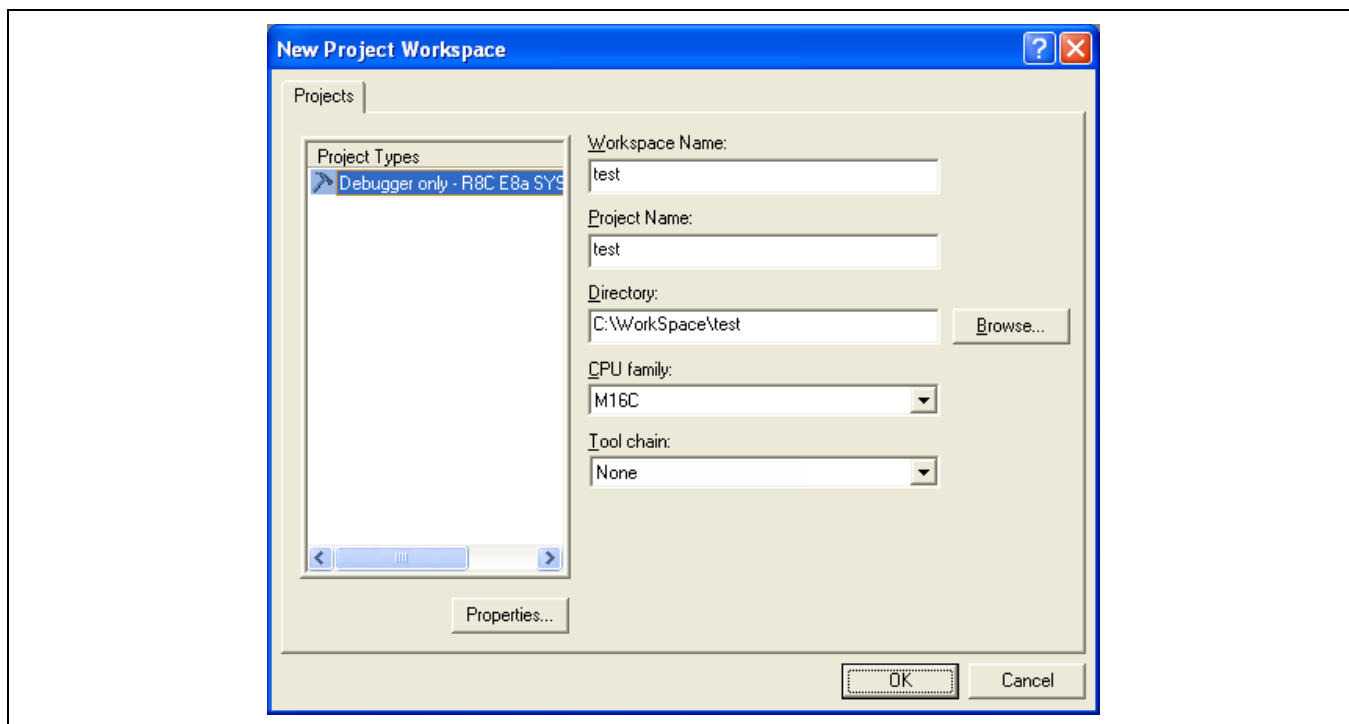 New Project Workspace
Projects
Project Types
Debugger only - R8C E8a SYS
Workspace Name:
test
Project Name:
test
Directory:
C:\WorkSpace\test
Browse...
CPU family:
M16C
Tool chain:
None
Properties...
OK
Cancel